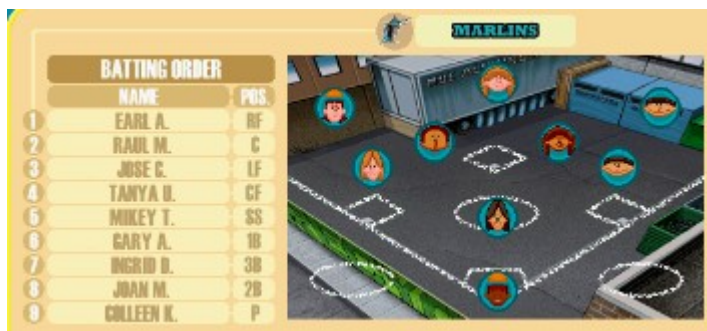 MARLINS
BATTING ORDER
NAME POS.
1 EARL A. RF
2 RAUL M. C
3 JOSE C. LF
4 TANYA U. CF
5 MIKEY T. SS
6 GARY A. 1B
7 INGRID D. 3B
8 JOAN M. 2B
9 COLLEEN K. P